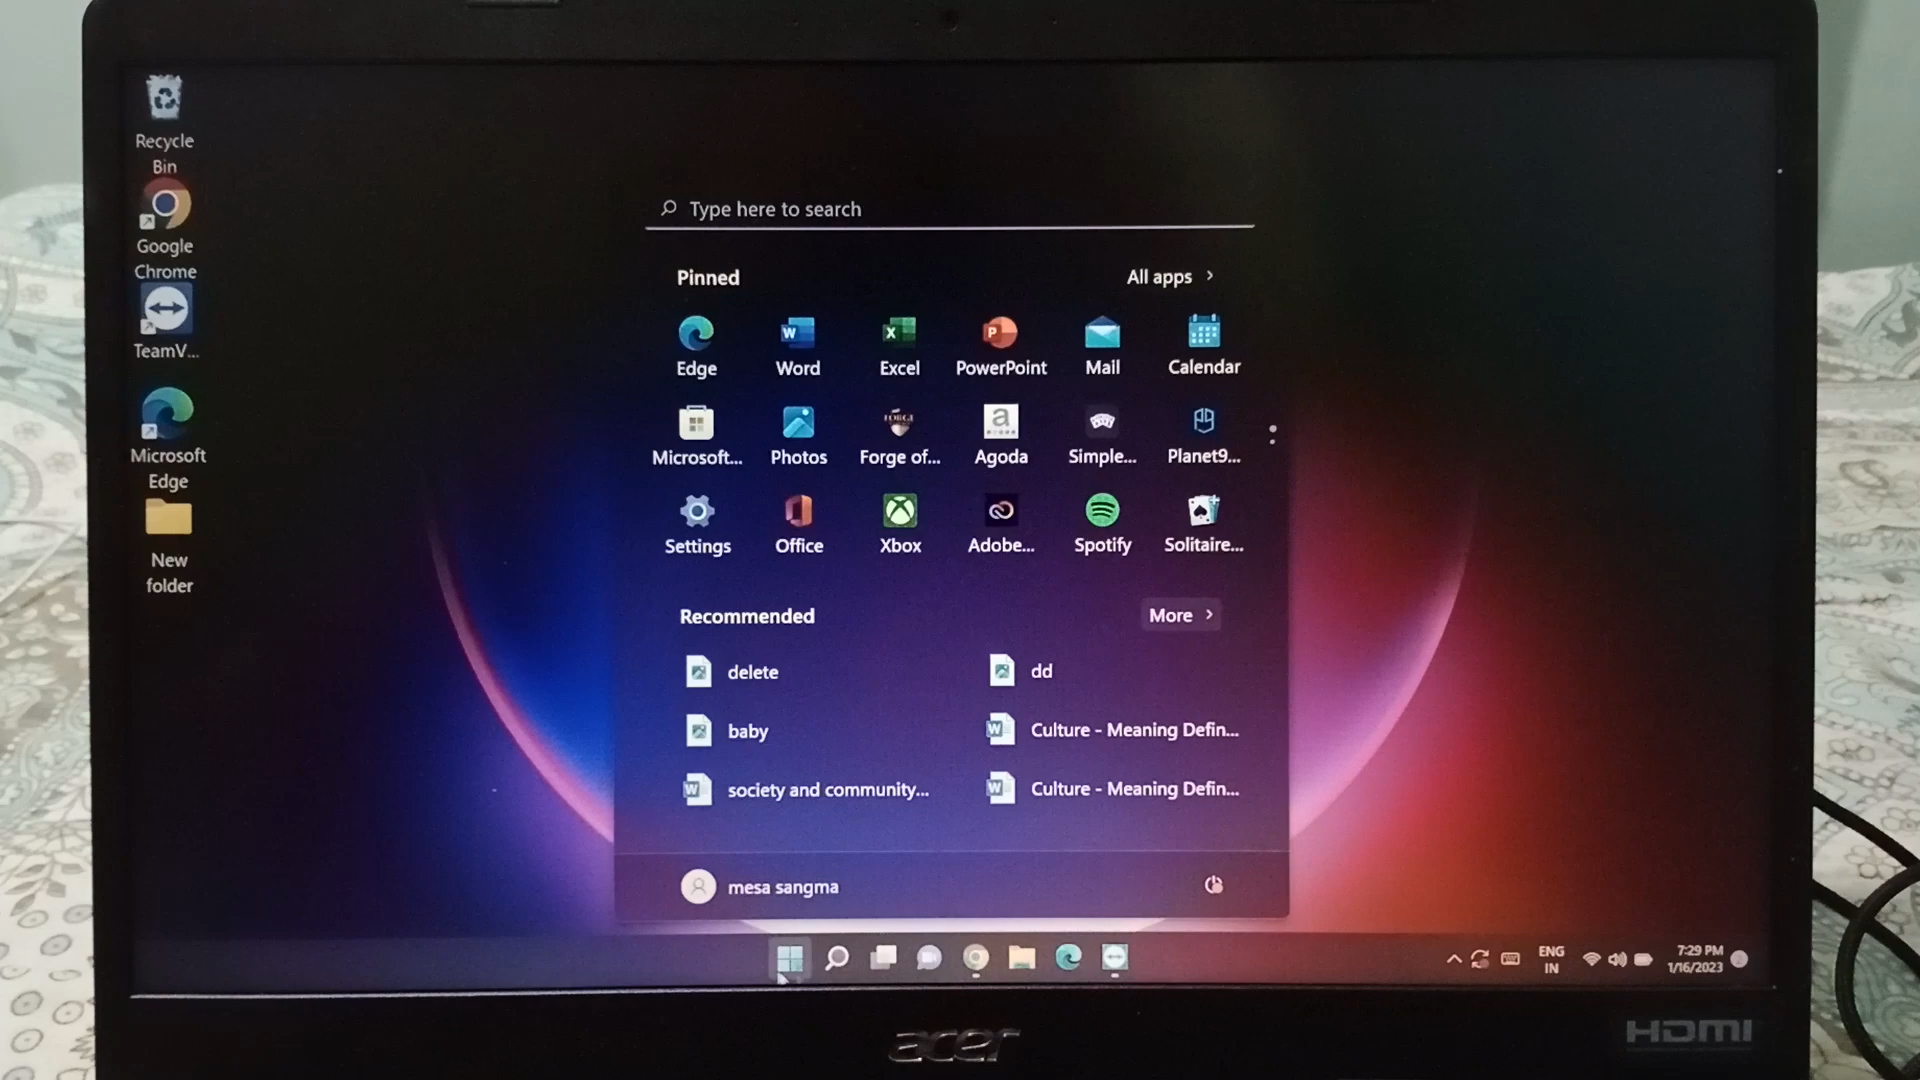 Recycle
Bin
Google
Chrome
TeamV...
Microsoft
Edge
New
folder
Type here to search
Pinned
All apps
Edge
Word
Excel
PowerPoint
Mail
Calendar
Microsoft...
Photos
Forge of...
Agoda
Simple...
Planet9...
Settings
Office
Xbox
Adobe...
Spotify
Solitaire...
Recommended
More
delete
dd
baby
Culture - Meaning Defin...
society and community...
Culture - Meaning Defin...
mesa sangma
ENG
IN
7:29 PM
1/16/2023
acer
HDMI